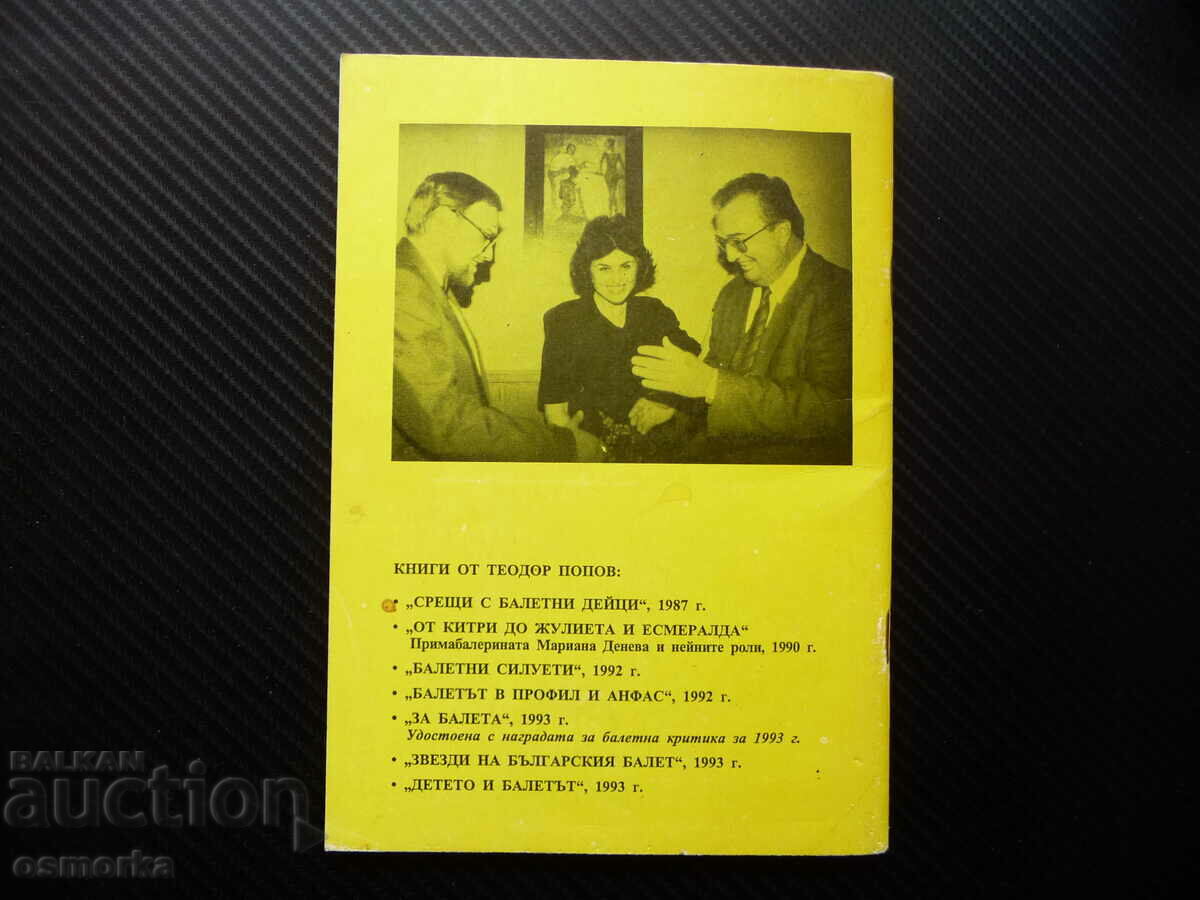 КНИГИ ОТ ТЕОДОР ПОПОВ:
• „СРЕЩИ С БАЛЕТНИ ДЕЙЦИ“, 1987 г.
• „ОТ КИТРИ ДО ЖУЛИЕТА И ЕСМЕРАЛДА“
Примабалерината Мариана Денева и нейните роли, 1990 г.
• „БАЛЕТНИ СИЛУЕТИ“, 1992 г.
• „БАЛЕТЪТ В ПРОФИЛ И АНФАС“, 1992 г.
• „ЗА БАЛЕТА“, 1993 г.
Удостоена с наградата за балетна критика за 1993 г.
• „ЗВЕЗДИ НА БЪЛГАРСКИЯ БАЛЕТ“, 1993 г.
• „ДЕТЕТО И БАЛЕТЪТ“, 1993 г.
BALKAN
auction
osmorka